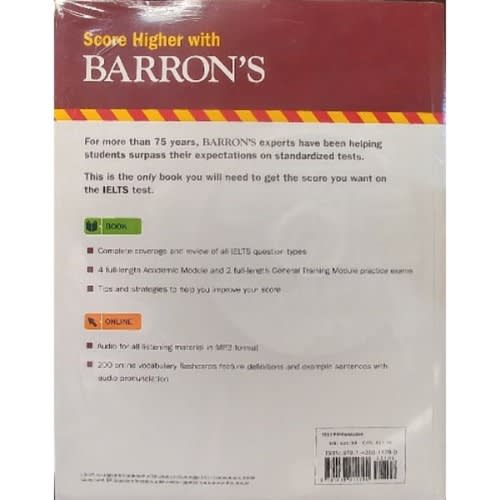 Score Higher with
BARRON'S
For more than 75 years, BARRON'S experts have been helping
students surpass their expectations on standardized tests.
This is the only book you will need to get the score you want on
the IELTS test.
BOOK
Complete coverage and review of all IELTS question types
4 full-length Academic Module and 2 full-length General Training Module practice exams
Tips and strategies to help you improve your score
ONLINE
Audio for all listening material in MP3 format
200 online vocabulary flashcards feature definitions and example sentences with
audio pronunciation